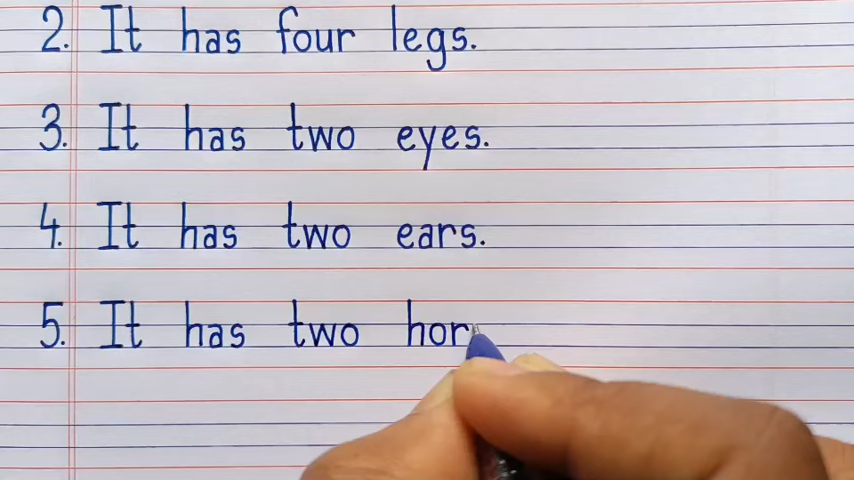 2. It has four legs.
3. It has two eyes.
4. It has two ears.
5. It has two hor